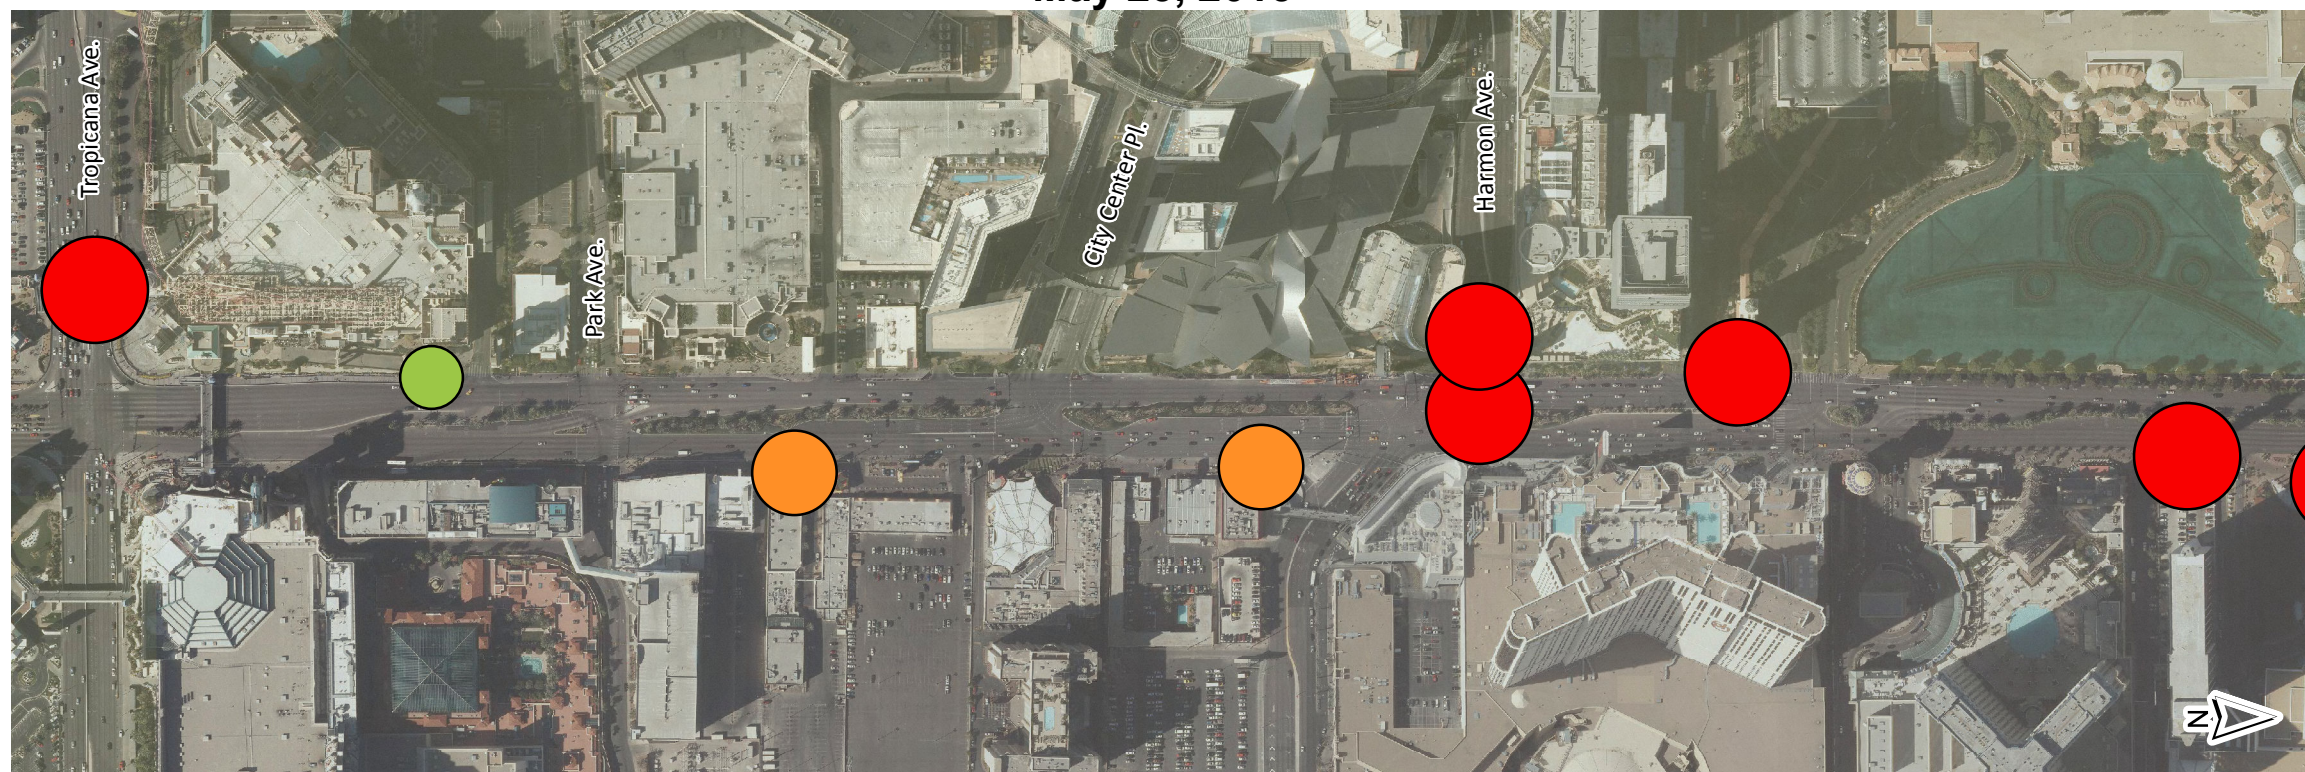 Tropicana Ave.
Park Ave.
City Center Pl.
Harmon Ave.
N